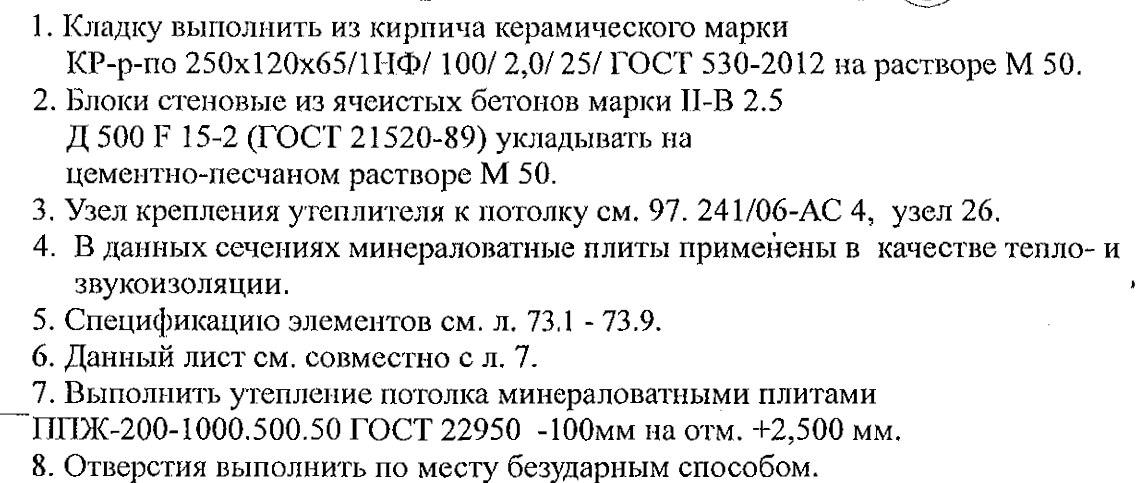 1. Кладку выполнить из кирпича керамического марки
КР-р-по 250х120х65/1НФ/ 100/ 2,0/ 25/ ГОСТ 530-2012 на растворе М 50.
2. Блоки стеновые из ячеистых бетонов марки II-В 2.5
Д 500 F 15-2 (ГОСТ 21520-89) укладывать на
цементно-песчаном растворе М 50.
3. Узел крепления утеплителя к потолку см. 97. 241/06-АС 4, узел 26.
4. В данных сечениях минераловатные плиты применены в качестве тепло- и
звукоизоляции.
5. Спецификацию элементов см. л. 73.1 - 73.9.
6. Данный лист см. совместно с л. 7.
7. Выполнить утепление потолка минераловатными плитами
ППЖ-200-1000.500.50 ГОСТ 22950 -100мм на отм. +2,500 мм.
8. Отверстия выполнить по месту безударным способом.